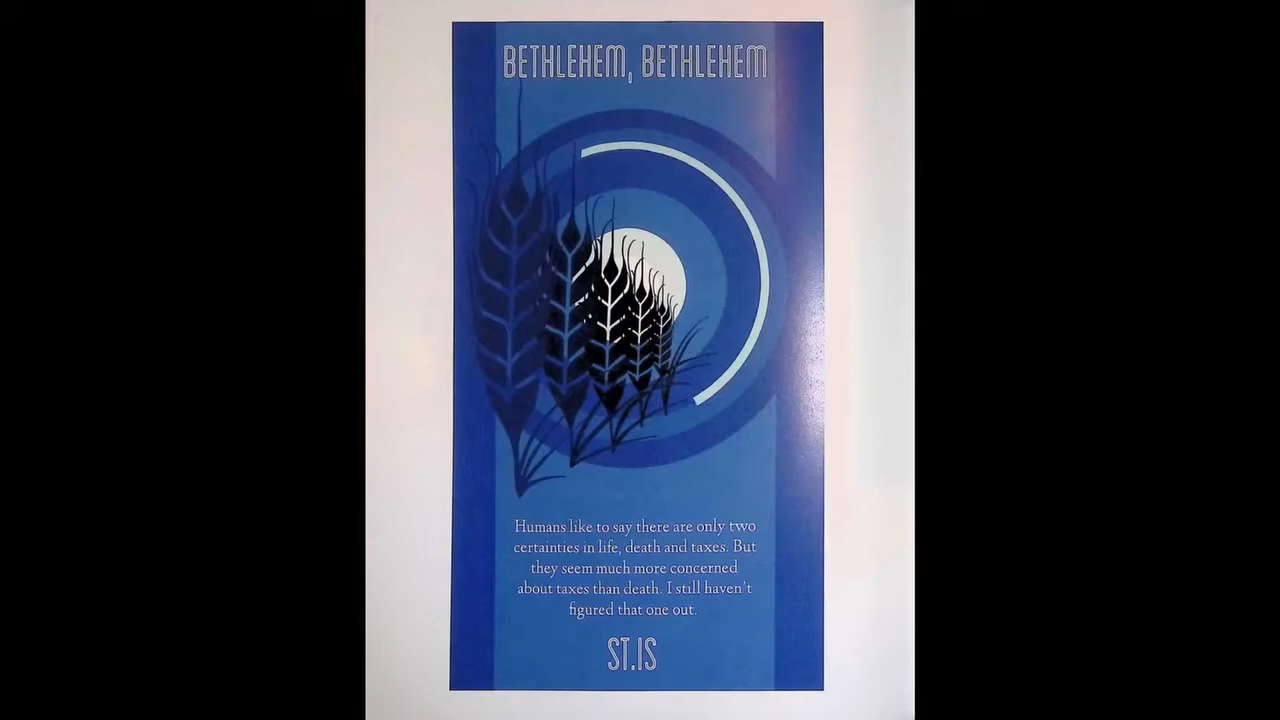 BETHLEHEM, BETHLEHEM
Humans like to say there are only two
certainties in life, death and taxes. But
they seem much more concerned
about taxes than death. I still haven't
figured that one out.
ST.IS